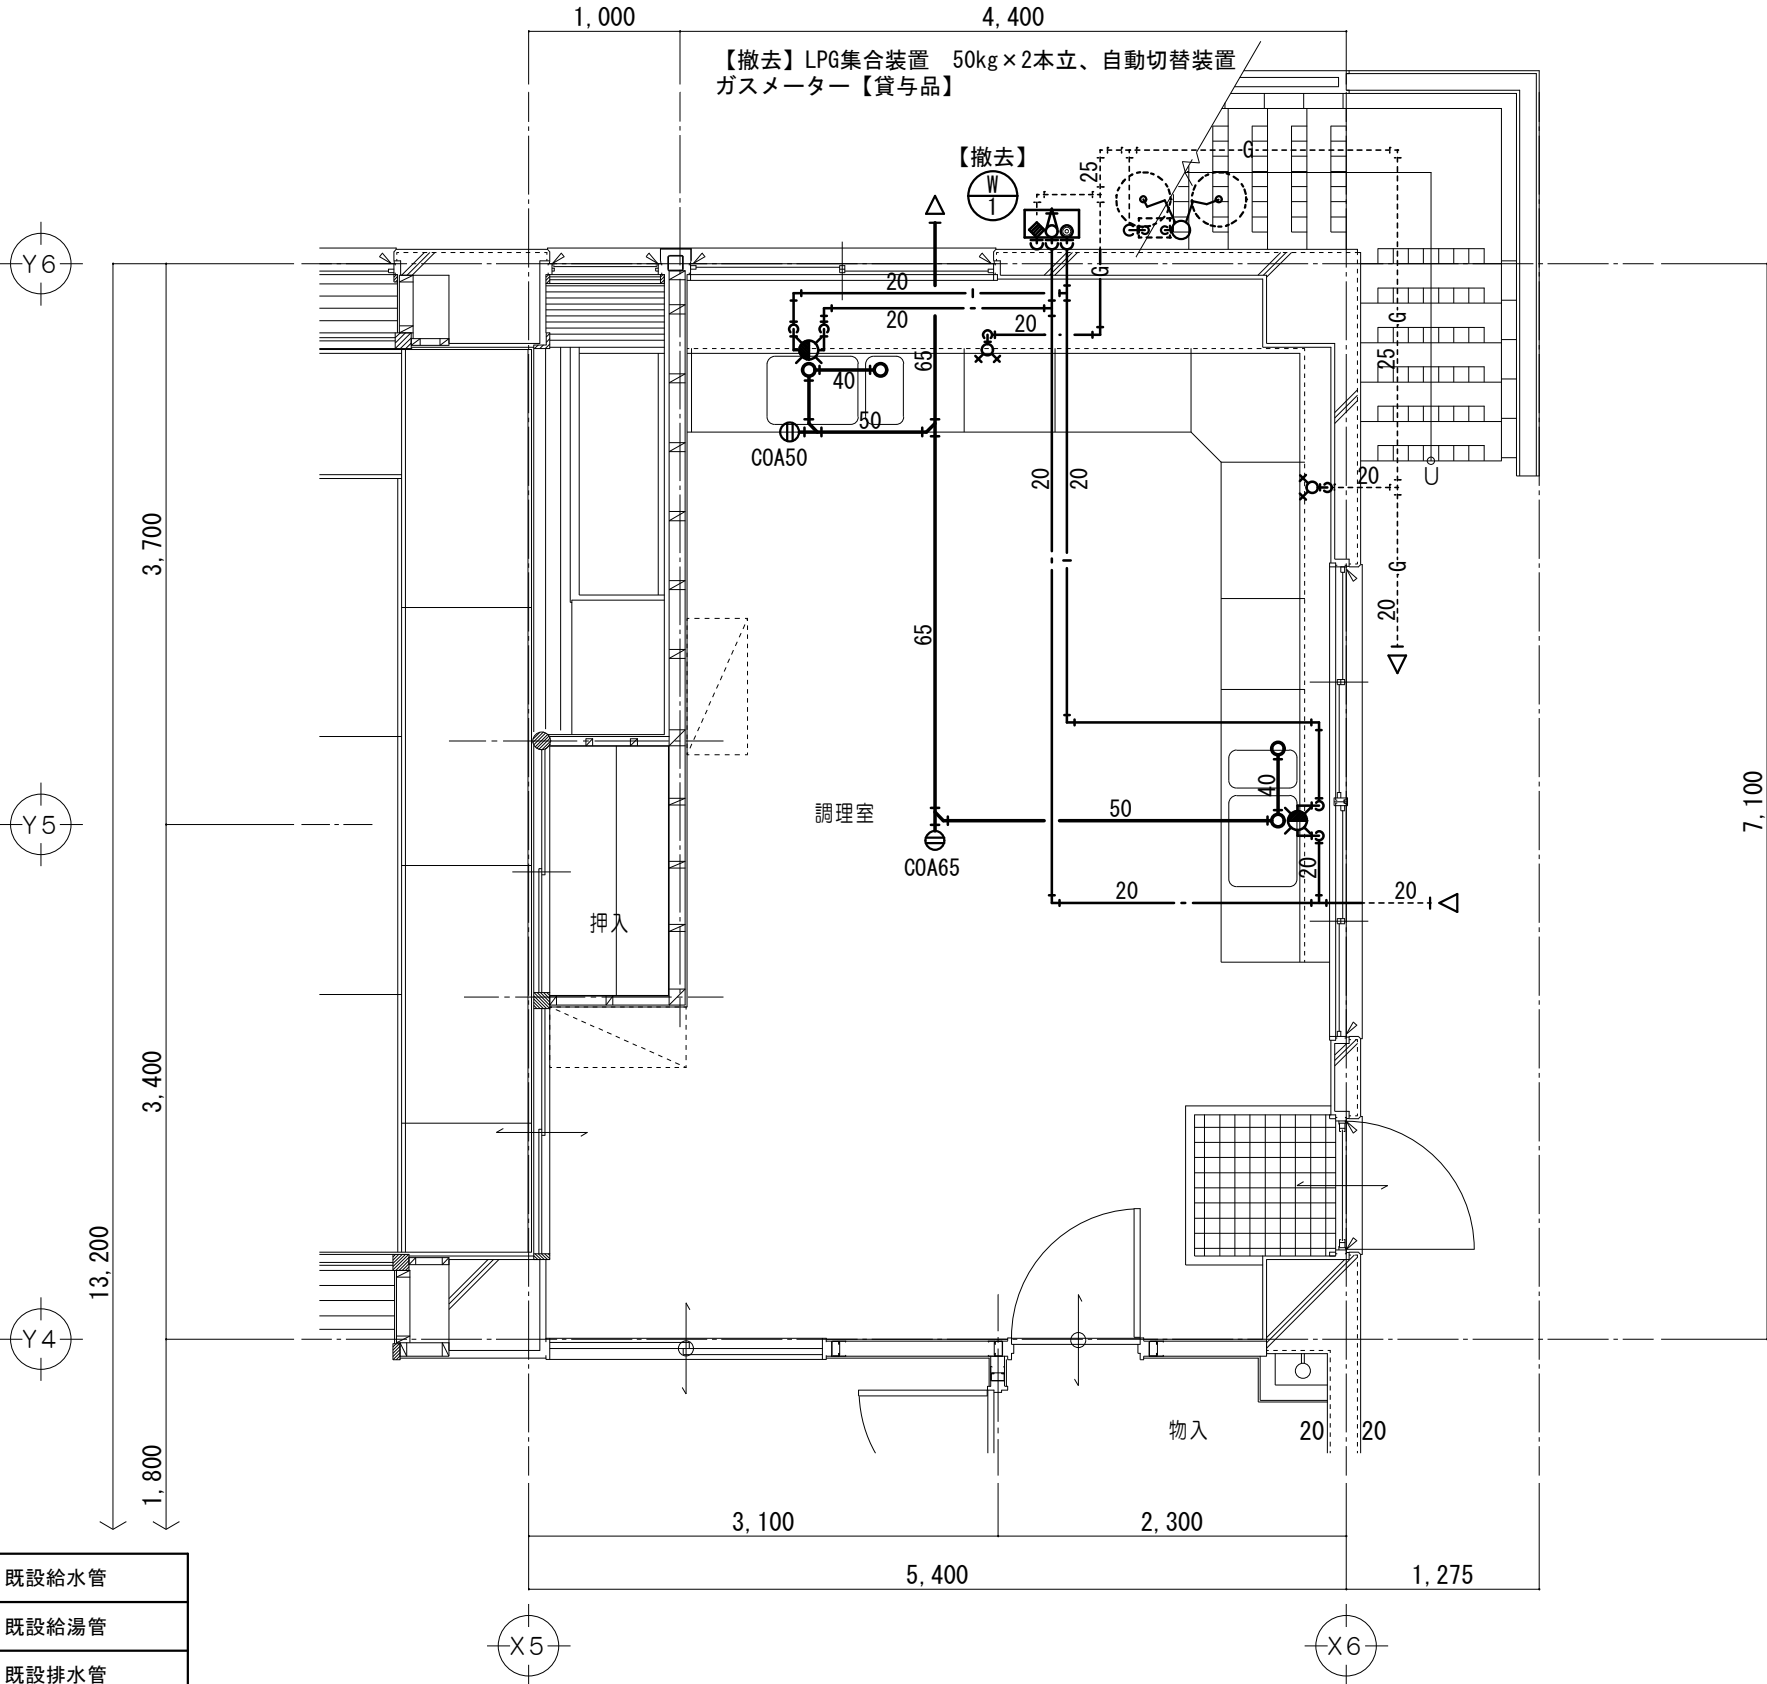 1,000
4,400
【撤去】LPG集合装置　50kg×2本立、自動切替装置
ガスメーター【貸与品】
【撤去】
W
1
25
G
Y6
G
20
20
20
65
40
50
COA50
G
25
20
20
20
3,700
G
20
65
7,100
Y5
調理室
50
40
COA65
20
20
20
押入
3,400
13,200
Y4
1,800
物入
20
20
3,100
2,300
5,400
1,275
既設給水管
既設給湯管
既設排水管
X5
X6